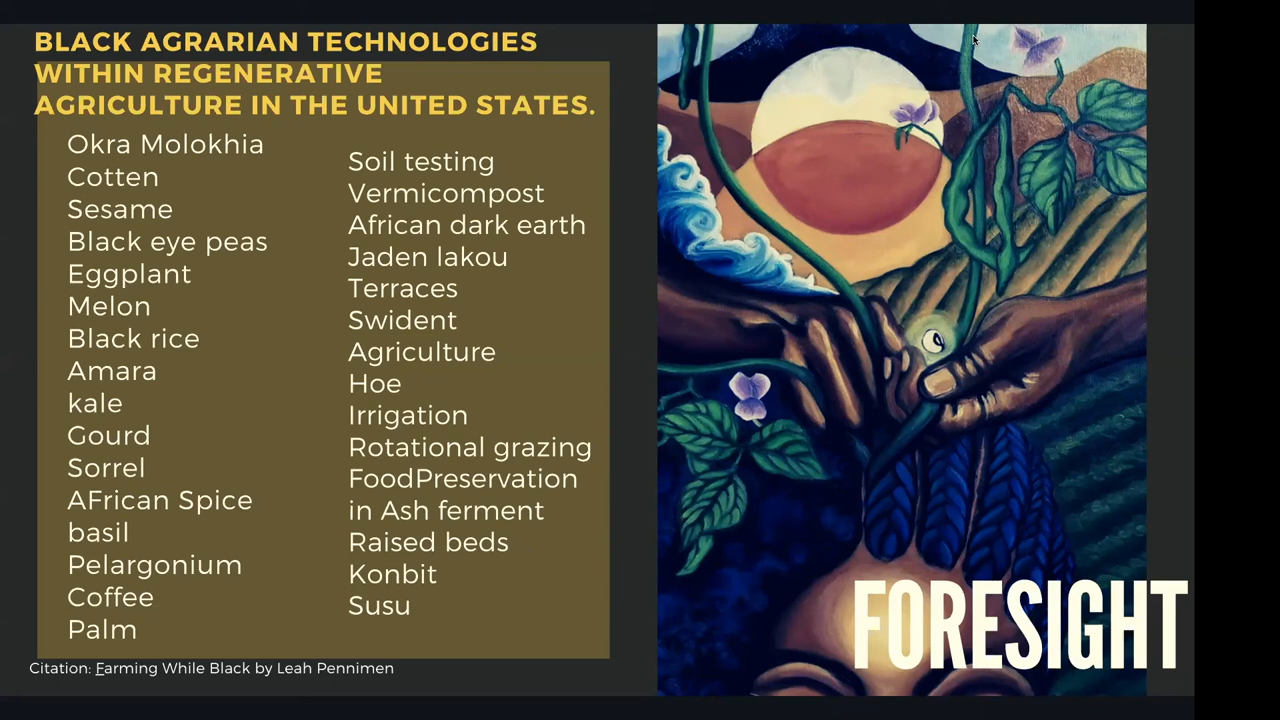 BLACK AGRARIAN TECHNOLOGIES
WITHIN REGENERATIVE
AGRICULTURE IN THE UNITED STATES.
Okra Molokhia
Cotten
Sesame
Black eye peas
Eggplant
Melon
Black rice
Amara
kale
Gourd
Sorrel
AFrican Spice
basil
Pelargonium
Coffee
Palm
Soil testing
Vermicompost
African dark earth
Jaden lakou
Terraces
Swident
Agriculture
Hoe
Irrigation
Rotational grazing
FoodPreservation
in Ash ferment
Raised beds
Konbit
Susu
Citation: Farming While Black by Leah Pennimen
FORESIGHT